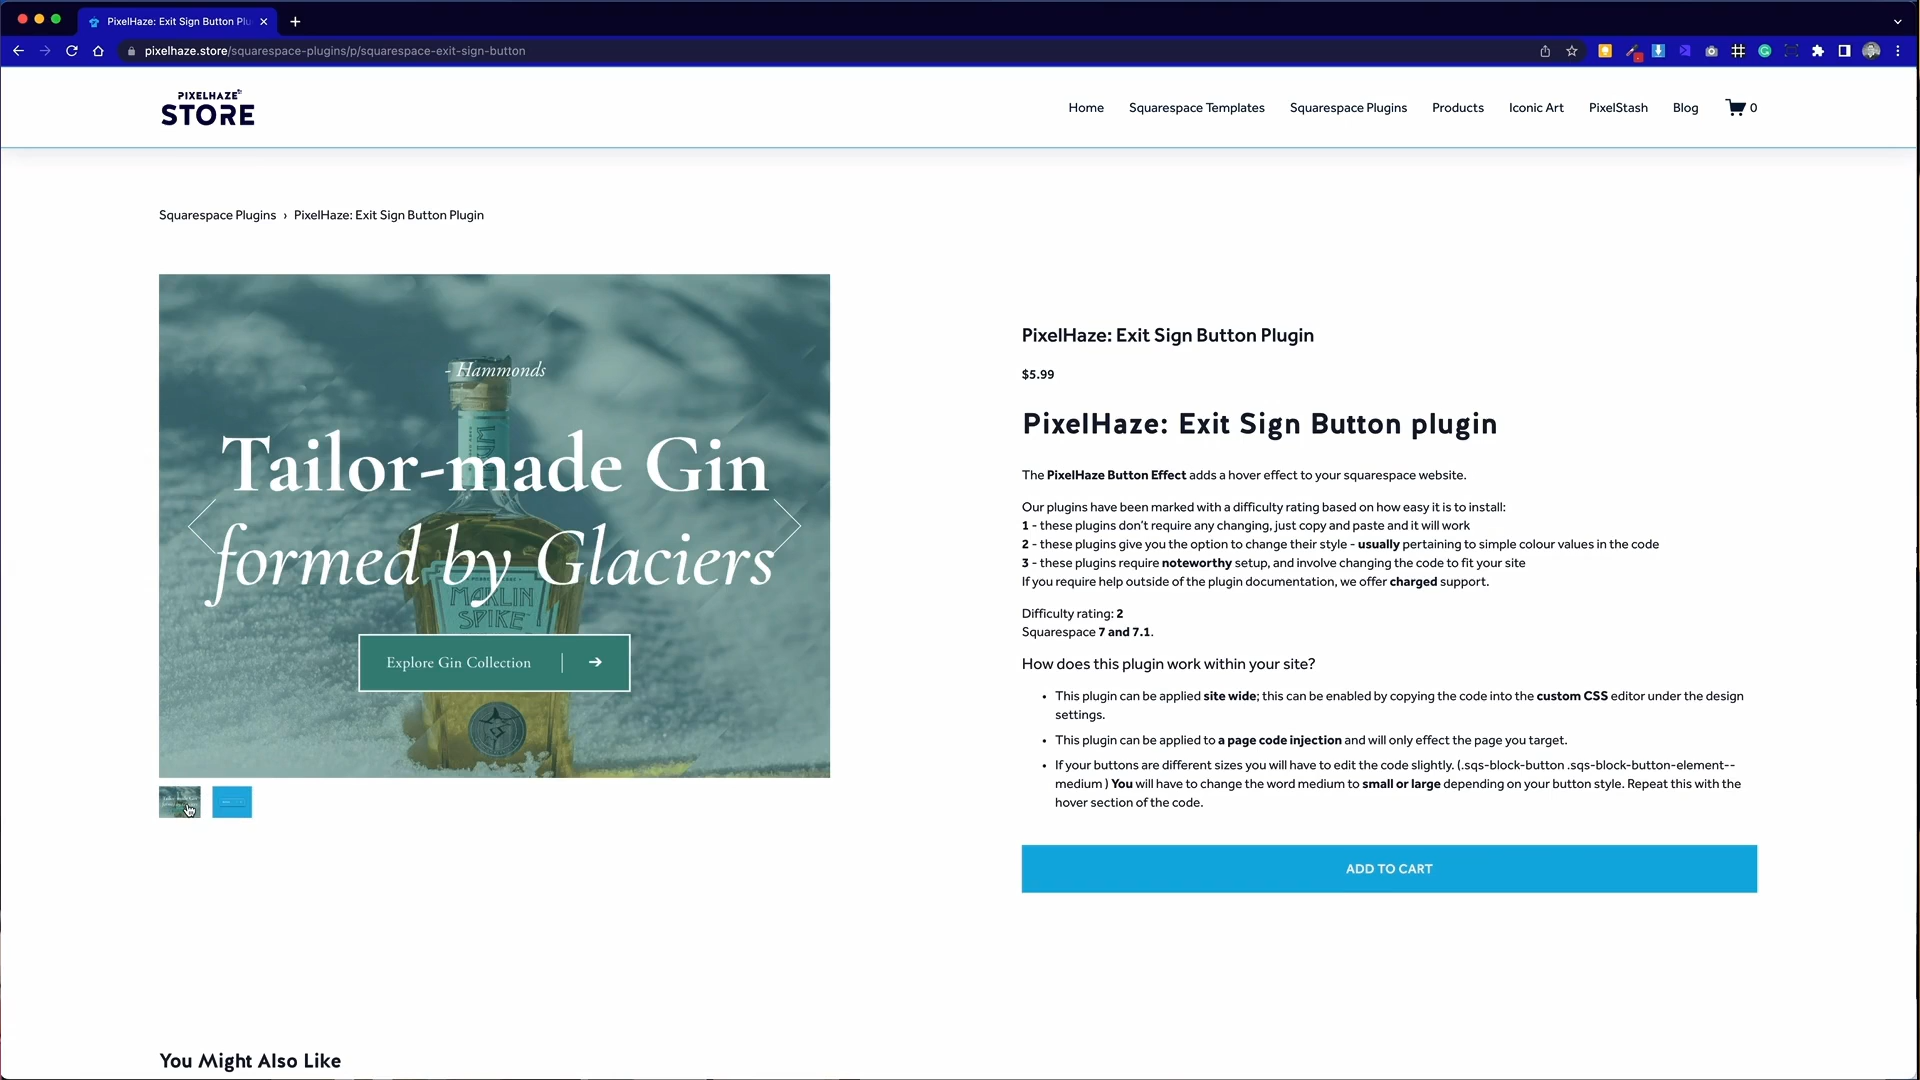 PixelHaze: Exit Sign Button Plu
pixelhaze.store/squarespace-plugins/p/squarespace-exit-sign-button
PIXELHAZE
STORE
Home
Squarespace Templates
Squarespace Plugins
Products
Iconic Art
PixelStash
Blog
0
Squarespace Plugins › PixelHaze: Exit Sign Button Plugin
- Hammonds
Tailor-made Gin
formed by Glaciers
MARLIN
SPIKE
Explore Gin Collection
PixelHaze: Exit Sign Button Plugin
$5.99
PixelHaze: Exit Sign Button plugin
The PixelHaze Button Effect adds a hover effect to your squarespace website.
Our plugins have been marked with a difficulty rating based on how easy it is to install:
1 - these plugins don't require any changing, just copy and paste and it will work
2 - these plugins give you the option to change their style - usually pertaining to simple colour values in the code
3 - these plugins require noteworthy setup, and involve changing the code to fit your site
If you require help outside of the plugin documentation, we offer charged support.
Difficulty rating: 2
Squarespace 7 and 7.1.
How does this plugin work within your site?
• This plugin can be applied site wide; this can be enabled by copying the code into the custom CSS editor under the design
settings.
• This plugin can be applied to a page code injection and will only effect the page you target.
• If your buttons are different sizes you will have to edit the code slightly. (.sqs-block-button .sqs-block-button-element--
medium ) You will have to change the word medium to small or large depending on your button style. Repeat this with the
hover section of the code.
ADD TO CART
You Might Also Like